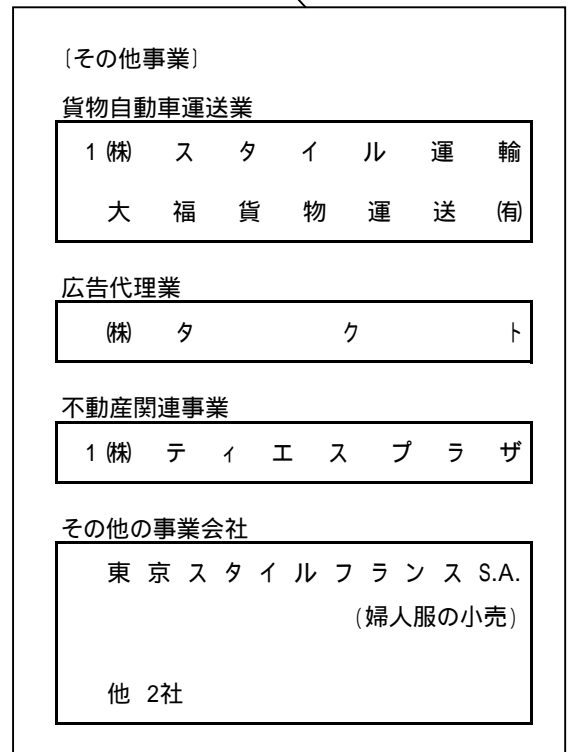 〔その他事業〕
貨物自動車運送業
1 ㈱ スタイル運輸
大福貨物運送 ㈲
広告代理業
㈱ タクト
不動産関連事業
1 ㈱ ティエスプラザ
その他の事業会社
東京スタイルフランス S.A.
(婦人服の小売)
他 2社